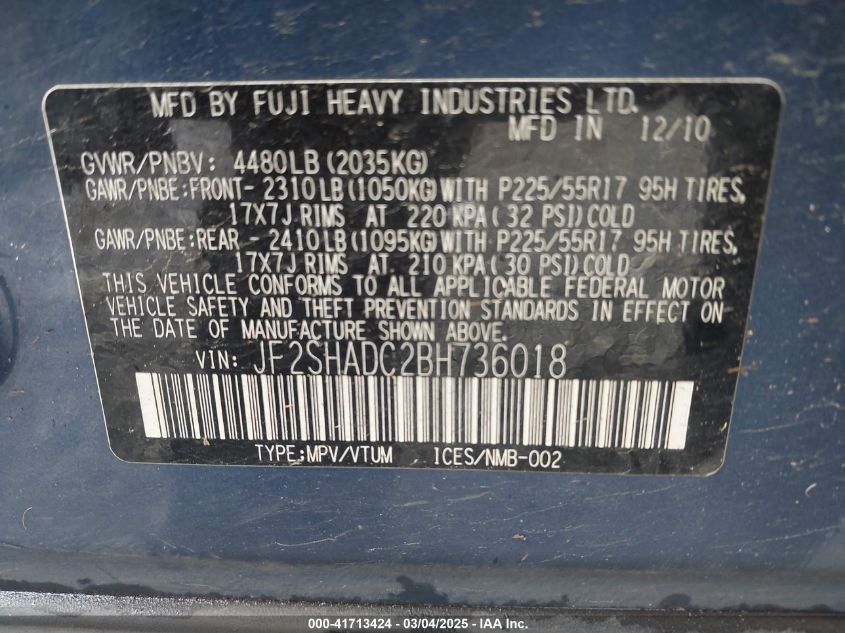 MFD BY FUJI HEAVY INDUSTRIES LTD.
MFD IN 12/10
GVWR/PNBV: 4480LB(2035KG)
GAWR/PNBE:FRONT- 2310LB(1050KG)WITH P225/55R17 95H TIRES,
17X7J RIMS AT 220 KPA(32 PSI)COLD
GAWR/PNBE:REAR - 2410LB(1095KG)WITH P225/55R17 95H TIRES,
17X7J RIMS AT 210 KPA(30 PSI)COLD
THIS VEHICLE CONFORMS TO ALL APPLICABLE FEDERAL MOTOR
VEHICLE SAFETY AND THEFT PREVENTION STANDARDS IN EFFECT ON
THE DATE OF MANUFACTURE SHOWN ABOVE.
VIN: JF2SHADC2BH736018
TYPE:MPV/VTUM ICES/NMB-002
000-41713424 - 03/04/2025 - IAAI.COM